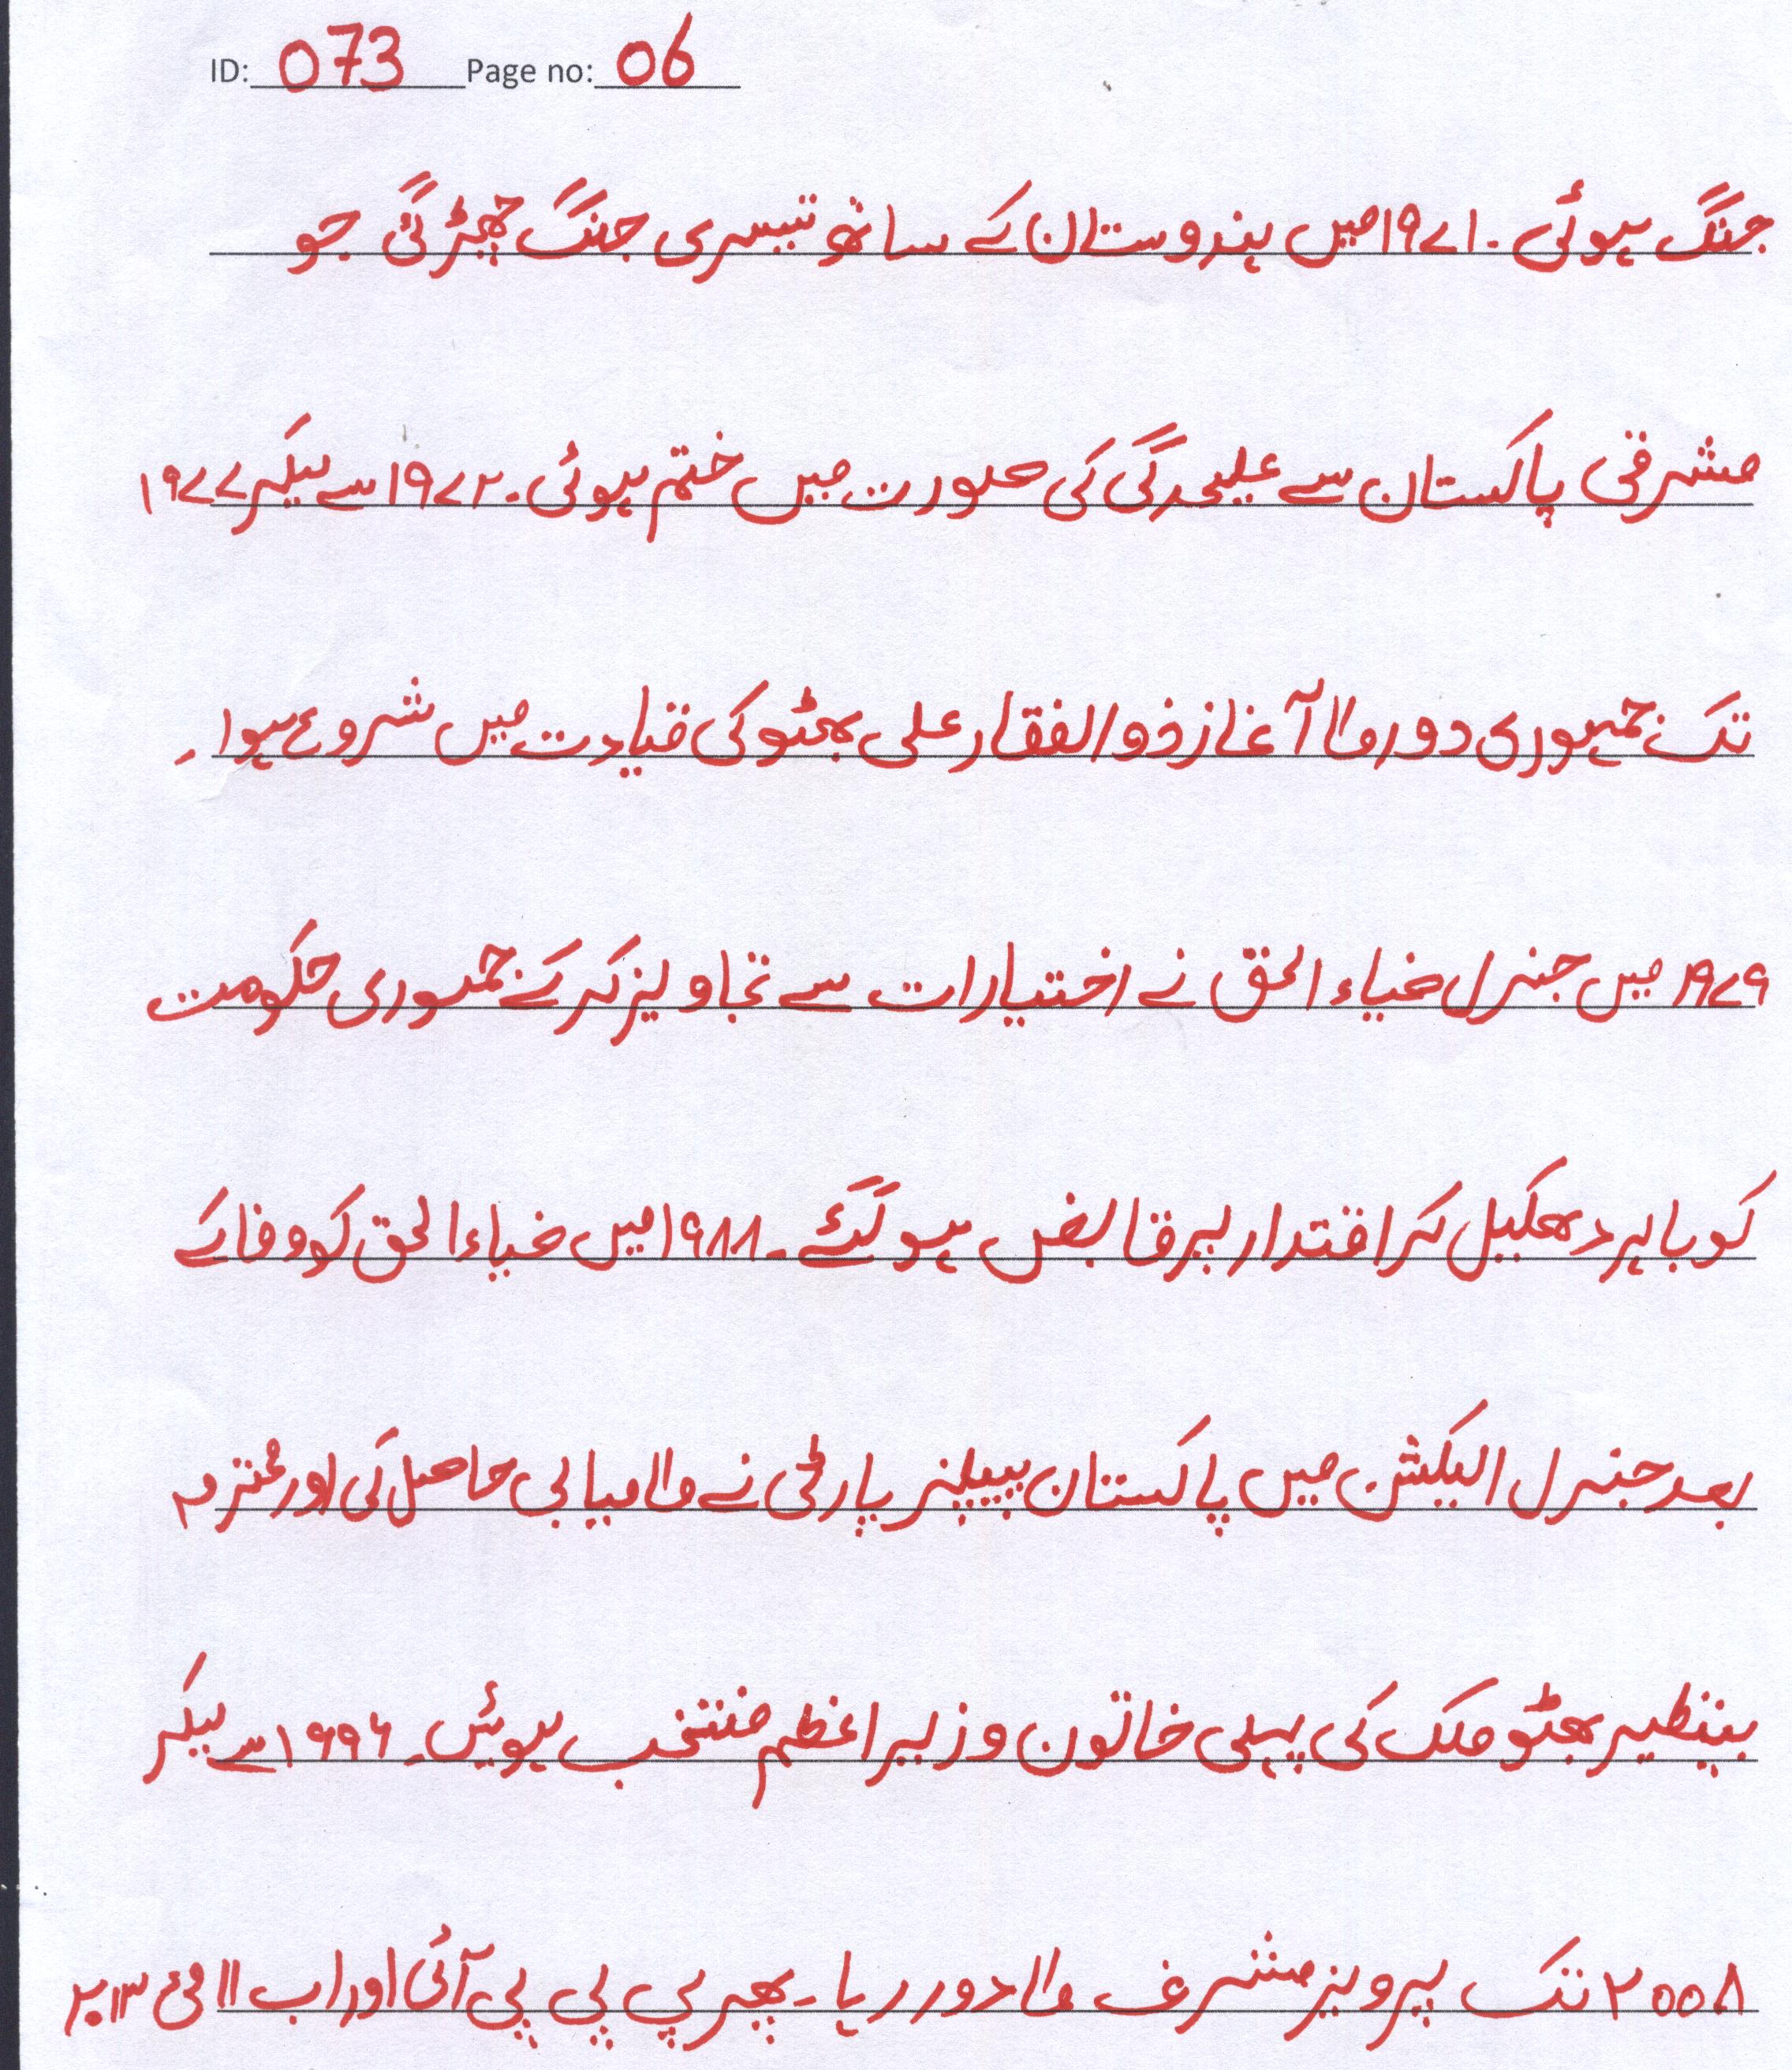 ID: 073 Page no: 06
جنگ ہوئی ۔ ۱۹۷۱ میں ہندوستان کے ساتھ تیسری جنگ چھڑ گئی جو
مشرقی پاکستان سے علیحدگی کی صورت میں ختم ہوئی ۔ ۱۹۷۲ سے لیکر ۱۹۷۷
تک جمہوری دور کا آغاز ذوالفقار علی بھٹو کی قیادت میں شروع ہوا ۔
۱۹۷۹ میں جنرل ضیاء الحق نے اختیارات سے تجاویز کر کے جمہوری حکومت
کو باہر دھکیل کر اقتدار پر قابض ہو گئے ۔ ۱۹۸۸ میں ضیاء الحق کو وفا کے
بعد جنرل الیکشن میں پاکستان پیپلز پارٹی نے کامیابی حاصل کی اور محترمہ
بینظیر بھٹو ملک کی پہلی خاتون وزیر اعظم منتخب ہوئیں ۔ ۱۹۹۶ سے لیکر
۲۰۰۸ تک پرویز مشرف کا دور رہا ۔ پھر پی پی پی آئی اور اب ۱۱ مئی ۲۰۱۳